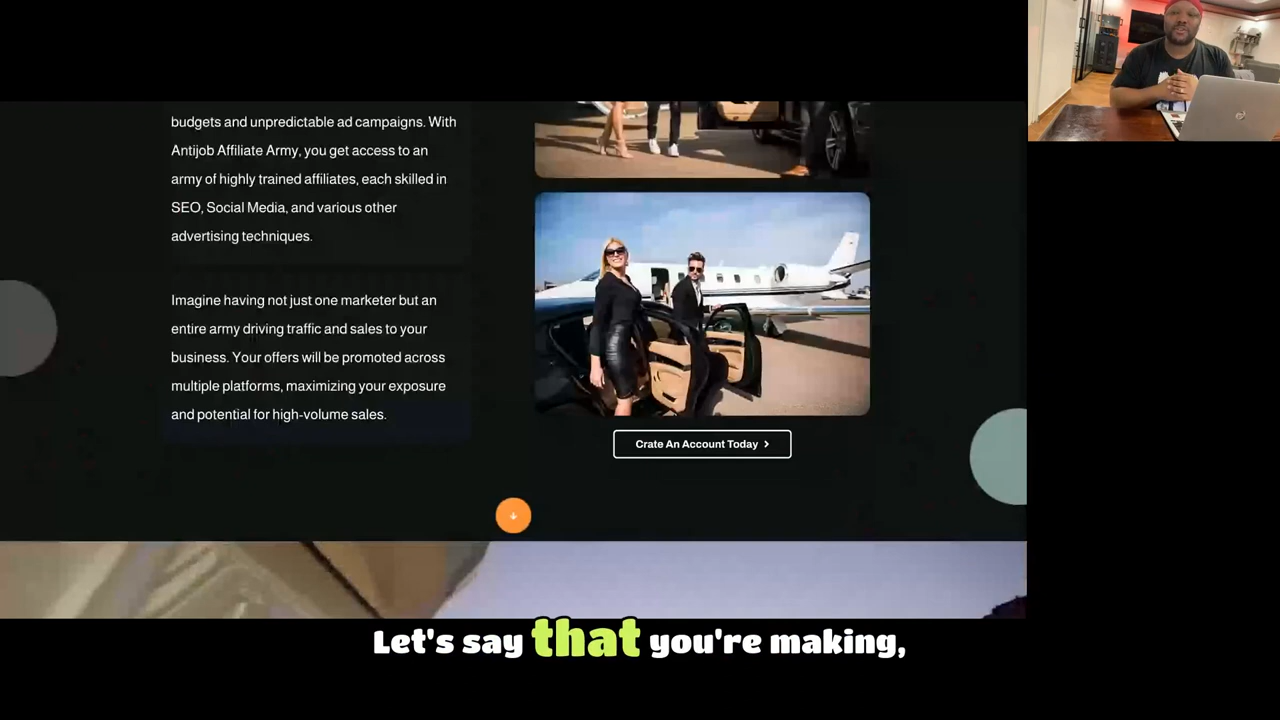 budgets and unpredictable ad campaigns. With
Antijob Affiliate Army, you get access to an
army of highly trained affiliates, each skilled in
SEO, Social Media, and various other
advertising techniques.
Imagine having not just one marketer but an
entire army driving traffic and sales to your
business. Your offers will be promoted across
multiple platforms, maximizing your exposure
and potential for high-volume sales.
Crate An Account Today
Let's say that you're making,